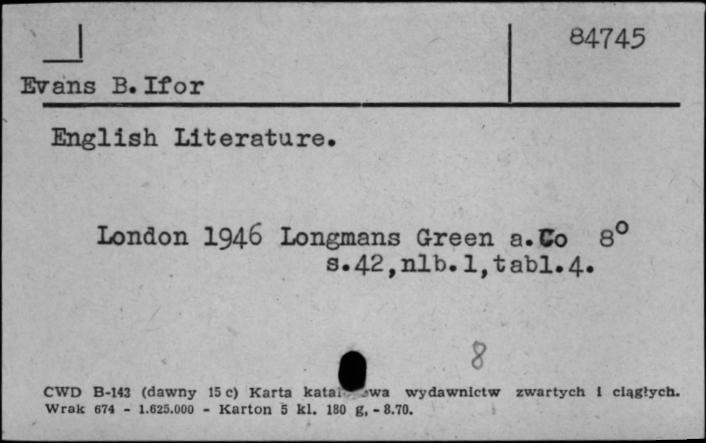 84745
Evans B. Ifor
English Literature.
London 1946 Longmans Green a. Co 8°
s.42,nlb.1,tabl.4.
8
CWD B-143 (dawny 15 c) Karta wydawnictw zwartych i ciągłych.
Wrak 674 - 1.625.000 - Karton 5 kl. 180 g, - 8.70.